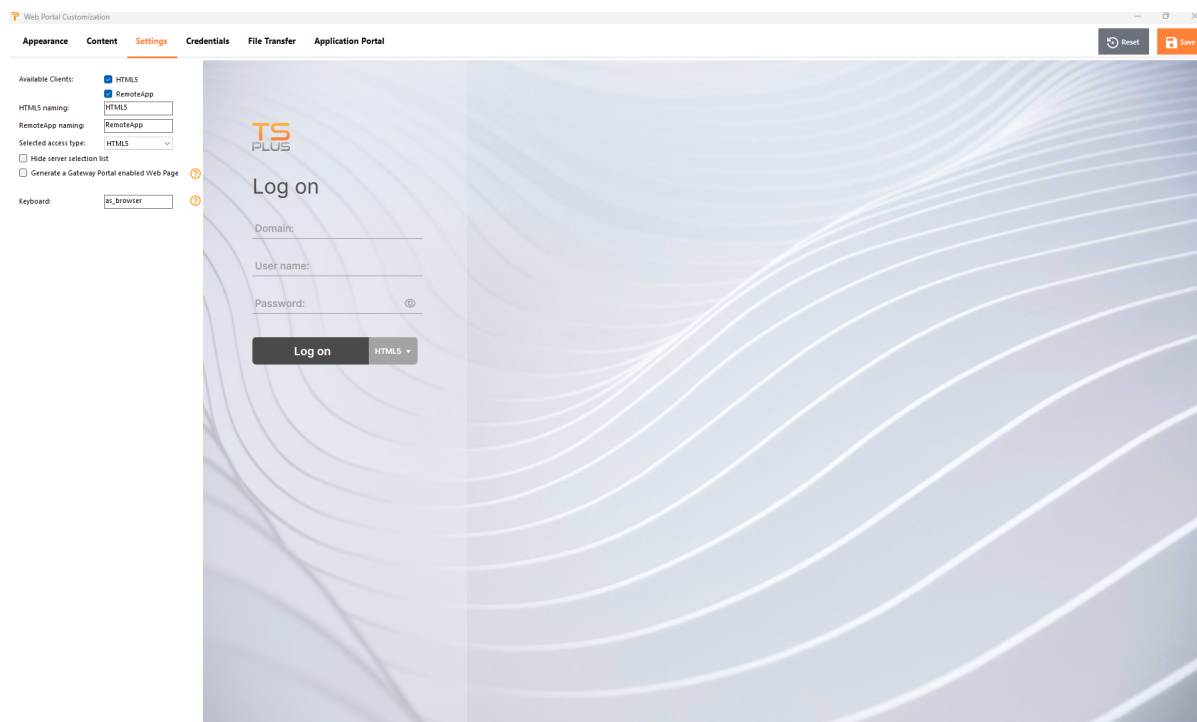 Web Portal Customization
Appearance Content Settings Credentials File Transfer Application Portal Reset Save
Available Clients: HTML5
RemoteApp
HTML5 naming: HTML5
RemoteApp naming: RemoteApp
Selected access type: HTML5
Hide server selection list
Generate a Gateway Portal enabled Web Page ?
Keyboard: as_browser ?
TS
PLUS
Log on
Domain:
User name:
Password:
Log on HTML5